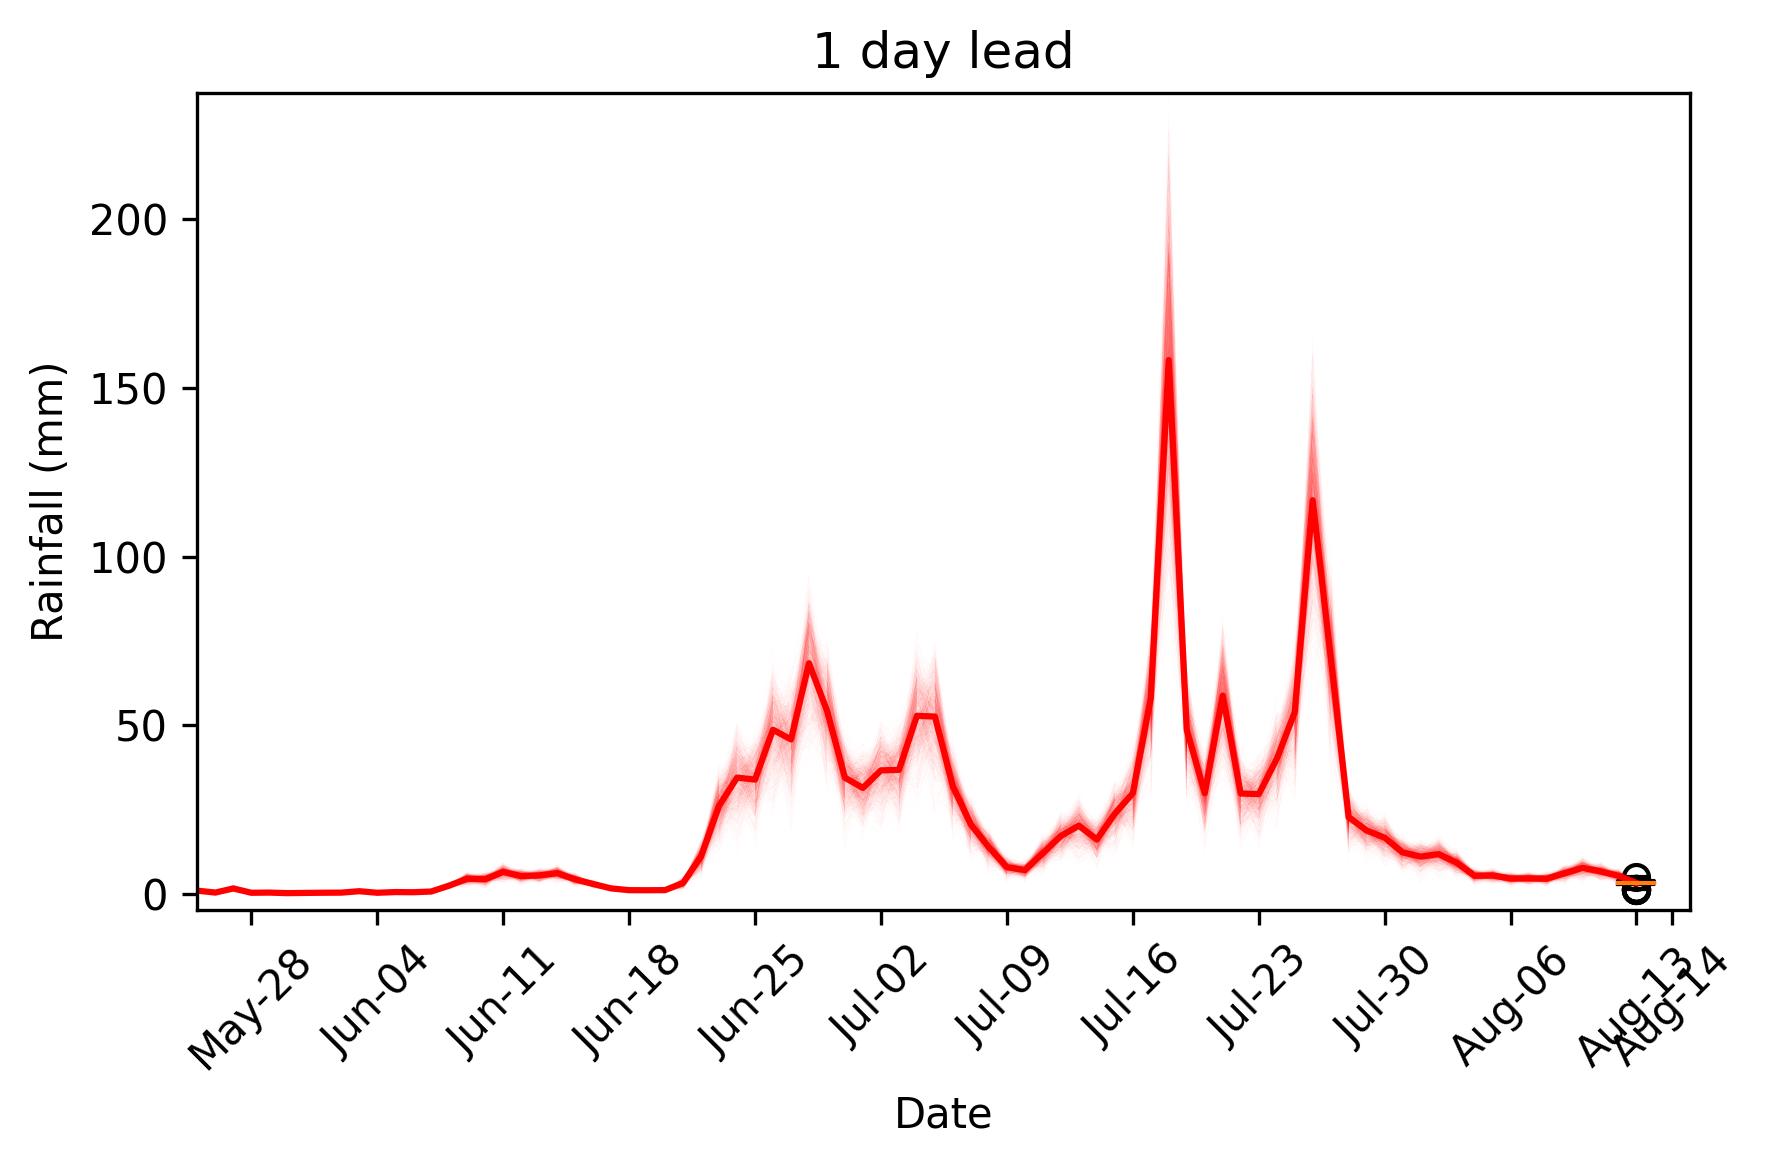 1 day lead
Rainfall (mm)
200
150
100
50
0
May-28
Jun-04
Jun-11
Jun-18
Jun-25
Jul-02
Jul-09
Jul-16
Jul-23
Jul-30
Aug-06
Aug-13
Aug-14
Date